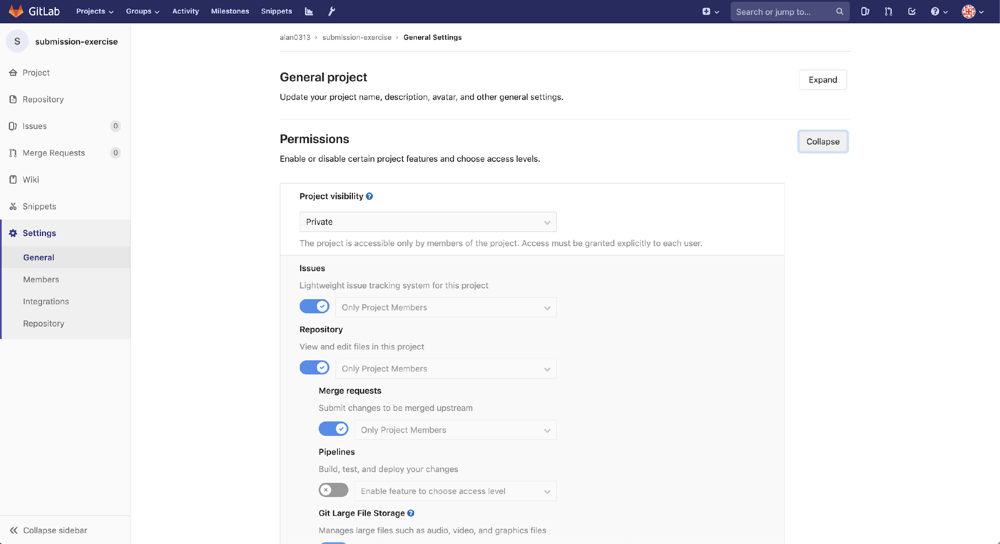 GitLab Projects Groups Activity Milestones Snippets Search or jump to...
S submission-exercise
Project
Repository
Issues 0
Merge Requests 0
Wiki
Snippets
Settings
General
Members
Integrations
Repository
Collapse sidebar
alan0313 > submission-exercise > General Settings
General project
Expand
Update your project name, description, avatar, and other general settings.
Permissions
Collapse
Enable or disable certain project features and choose access levels.
Project visibility ?
Private
The project is accessible only by members of the project. Access must be granted explicitly to each user.
Issues
Lightweight issue tracking system for this project
Only Project Members
Repository
View and edit files in this project
Only Project Members
Merge requests
Submit changes to be merged upstream
Only Project Members
Pipelines
Build, test, and deploy your changes
Enable feature to choose access level
Git Large File Storage ?
Manages large files such as audio, video, and graphics files